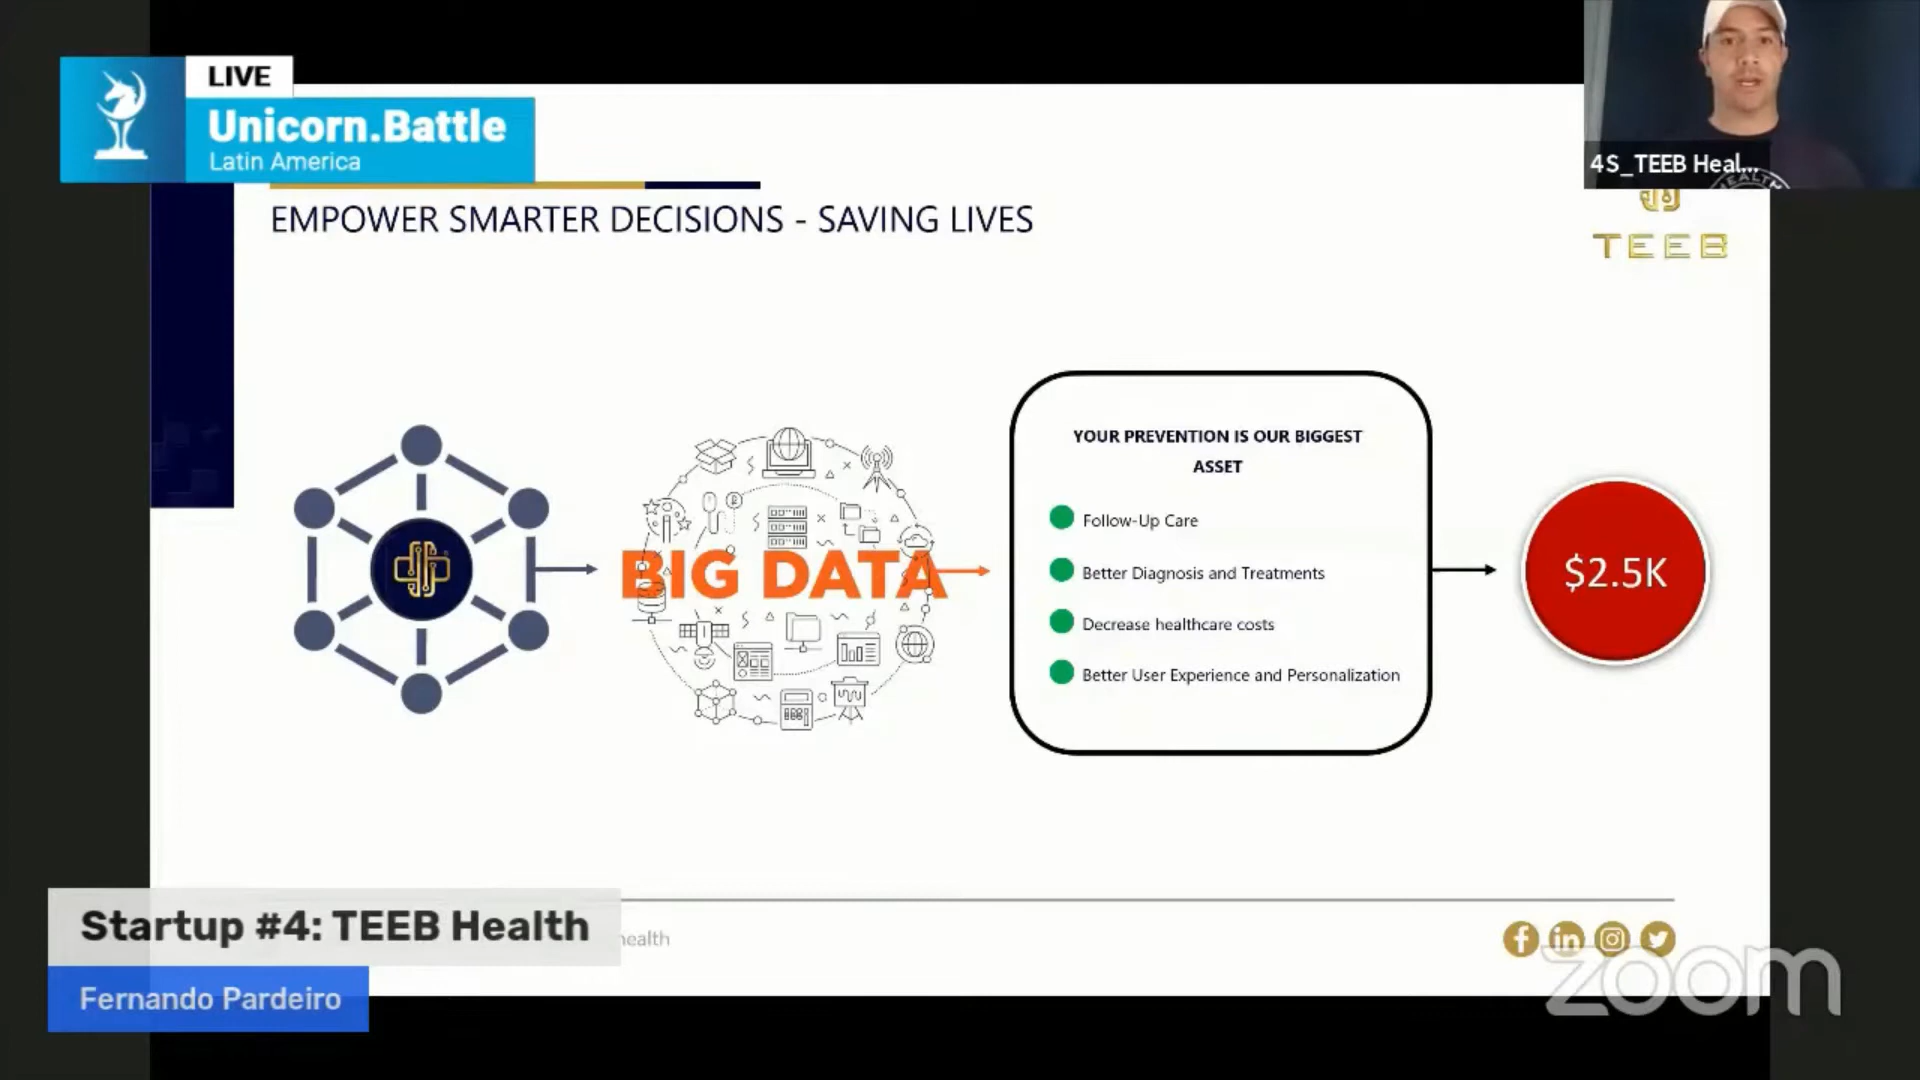 LIVE
Unicorn.Battle
Latin America
4S_TEEB Heal...
HEALTH
TEEB
EMPOWER SMARTER DECISIONS - SAVING LIVES
YOUR PREVENTION IS OUR BIGGEST
ASSET
BIG DATA
Follow-Up Care
Better Diagnosis and Treatments
Decrease healthcare costs
Better User Experience and Personalization
$2.5K
Startup #4: TEEB Health
health
Fernando Pardeiro
zoom